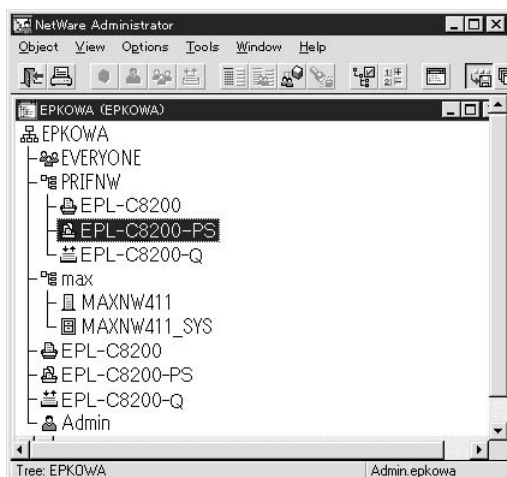 NetWare Administrator
Object View Options Tools Window Help
EPKOWA (EPKOWA)
EPKOWA
EVERYONE
PRIFNW
EPL-C8200
EPL-C8200-PS
EPL-C8200-Q
max
MAXNW411
MAXNW411_SYS
EPL-C8200
EPL-C8200-PS
EPL-C8200-Q
Admin
Tree: EPKOWA Admin.epkowa